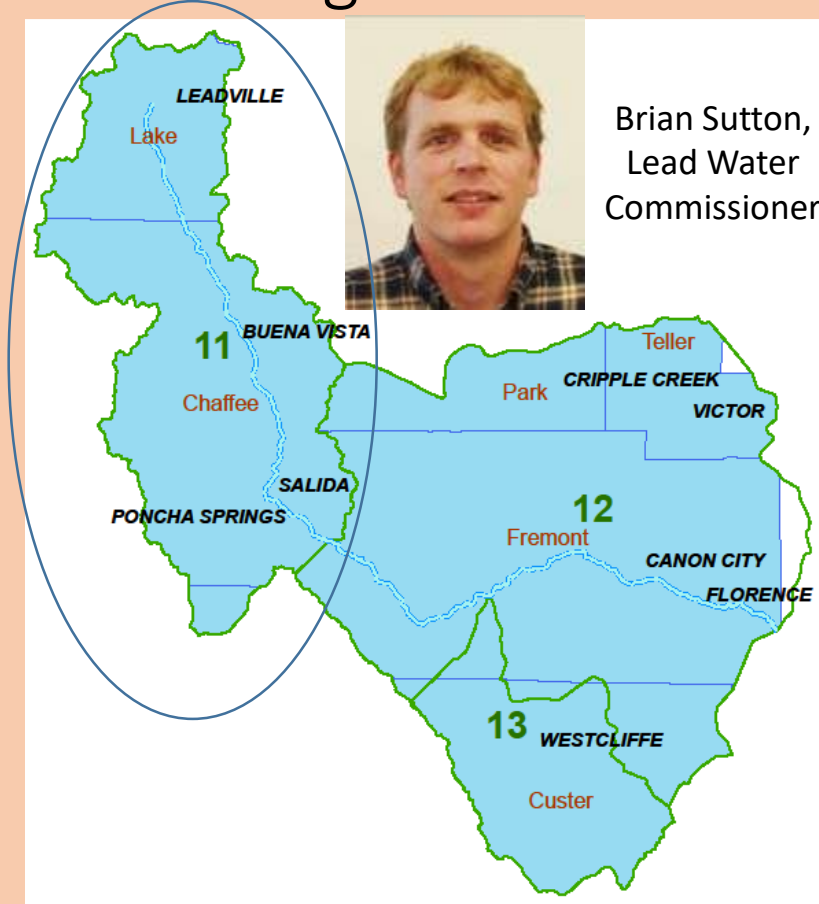 LEADVILLE
Lake
Brian Sutton,
Lead Water
Commissioner
11
BUENA VISTA
Chaffee
Teller
Park
CRIPPLE CREEK
VICTOR
SALIDA
PONCHA SPRINGS
12
Fremont
CANON CITY
FLORENCE
13
WESTCLIFFE
Custer